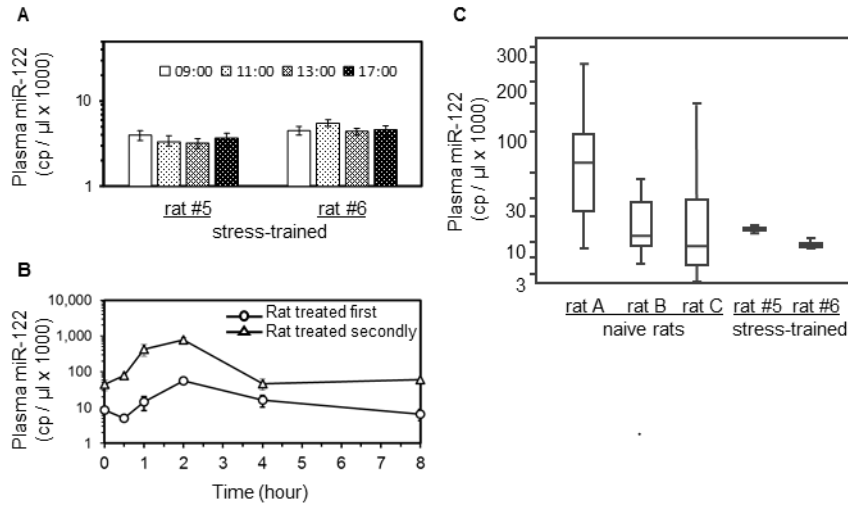 A
Plasma miR-122
(cp / µl x 1000)
10
1
09:00 11:00 13:00 17:00
rat #5 rat #6
stress-trained
B
Plasma miR-122
(cp / µl x 1000)
10,000
1,000
100
10
1
Rat treated first
Rat treated secondly
0 1 2 3 4 5 6 7 8
Time (hour)
C
Plasma miR-122
(cp / µl x 1000)
300
200
100
30
10
3
rat A rat B rat C rat #5 rat #6
naive rats stress-trained